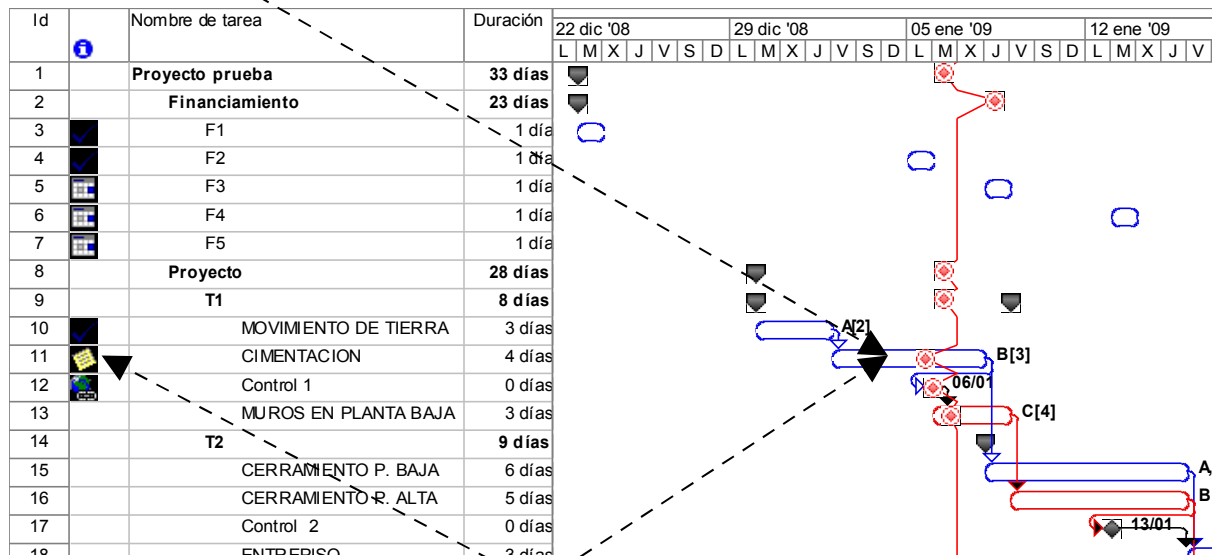 Id Nombre de tarea Duración 22 dic '08 29 dic '08 05 ene '09 12 ene '09
L M X J V S D L M X J V S D L M X J V S D L M X J V
1 Proyecto prueba 33 días
2 Financiamiento 23 días
3 F1 1 día
4 F2 1 día
5 F3 1 día
6 F4 1 día
7 F5 1 día
8 Proyecto 28 días
9 T1 8 días
10 MOVIMIENTO DE TIERRA 3 días A[2]
11 CIMENTACION 4 días B[3]
12 Control 1 0 días 06/01
13 MUROS EN PLANTA BAJA 3 días C[4]
14 T2 9 días
15 CERRAMIENTO P. BAJA 6 días A,
16 CERRAMIENTO P. ALTA 5 días B
17 Control 2 0 días 13/01
18 ENTREPISO 3 días